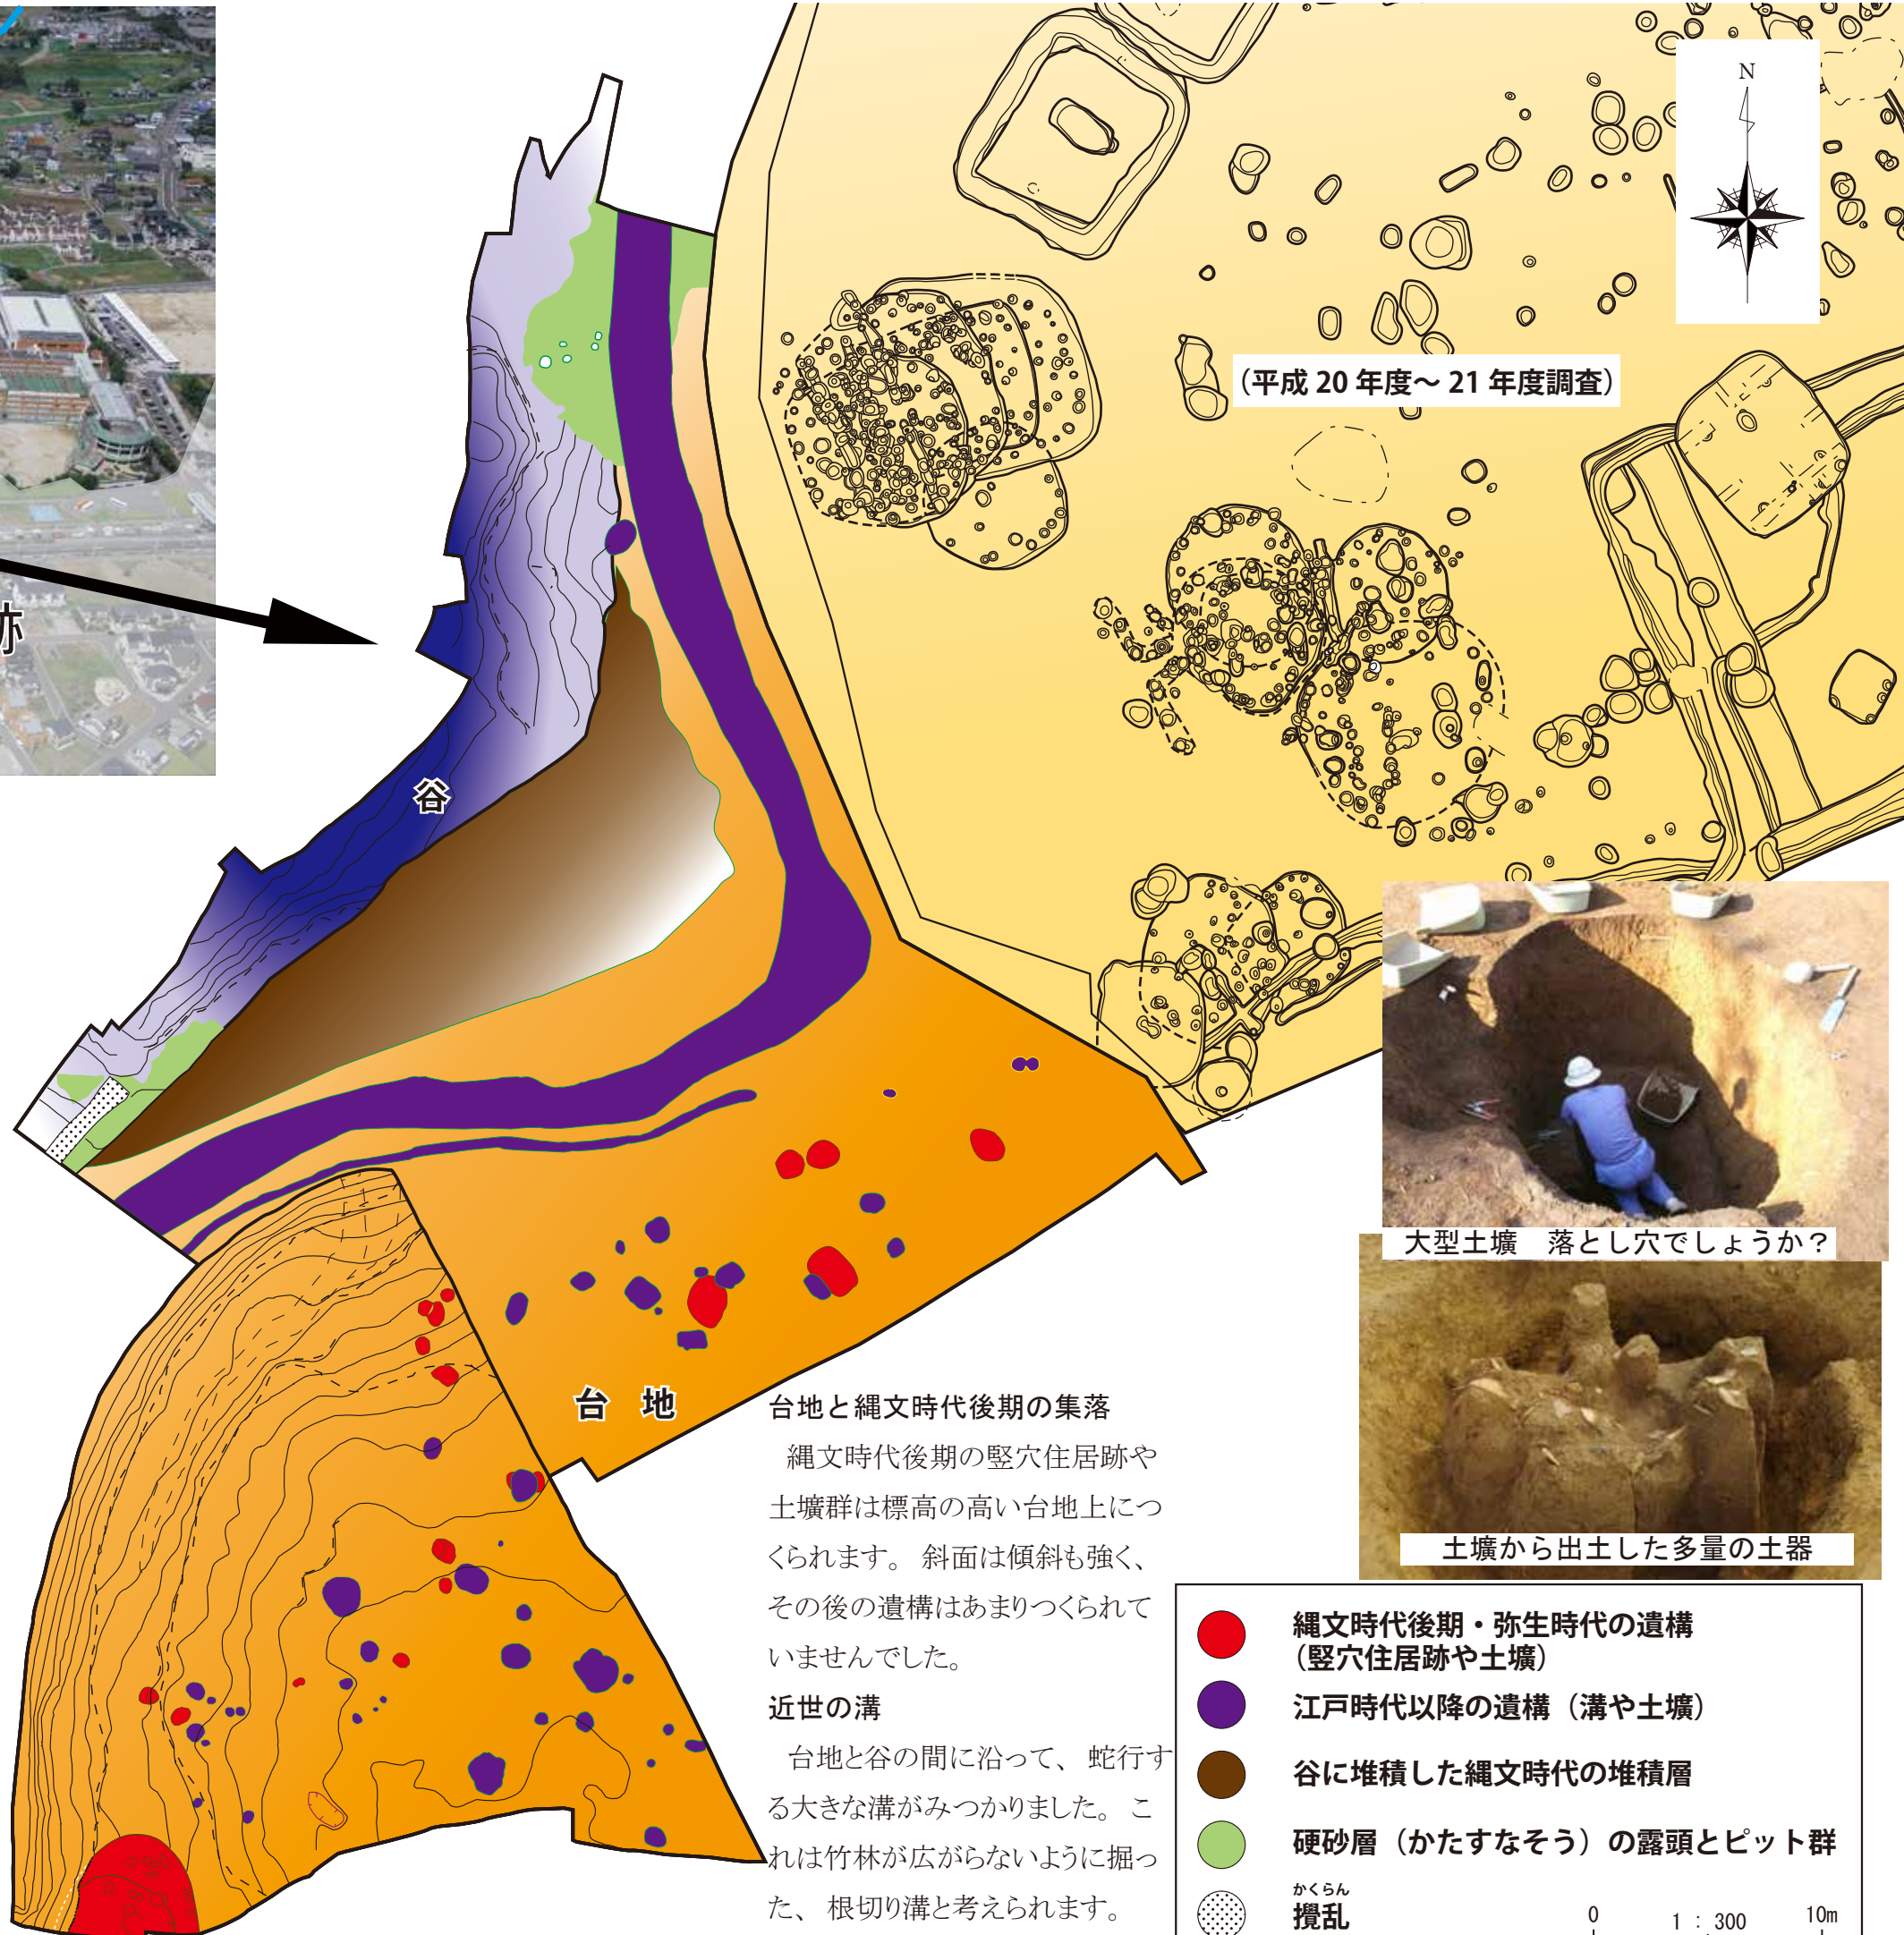 N
(平成 20 年度～ 21 年度調査)
跡
谷
台 地
大型土壙　落とし穴でしょうか？
土壙から出土した多量の土器
台地と縄文時代後期の集落
縄文時代後期の竪穴住居跡や
土壙群は標高の高い台地上につ
くられます。斜面は傾斜も強く、
その後の遺構はあまりつくられて
いませんでした。
近世の溝
台地と谷の間に沿って、蛇行す
る大きな溝がみつかりました。こ
れは竹林が広がらないように掘っ
た、根切り溝と考えられます。
縄文時代後期・弥生時代の遺構
（竪穴住居跡や土壙）
江戸時代以降の遺構（溝や土壙）
谷に堆積した縄文時代の堆積層
硬砂層（かたすなそう）の露頭とピット群
かくらん
攪乱
0 1 : 300 10m